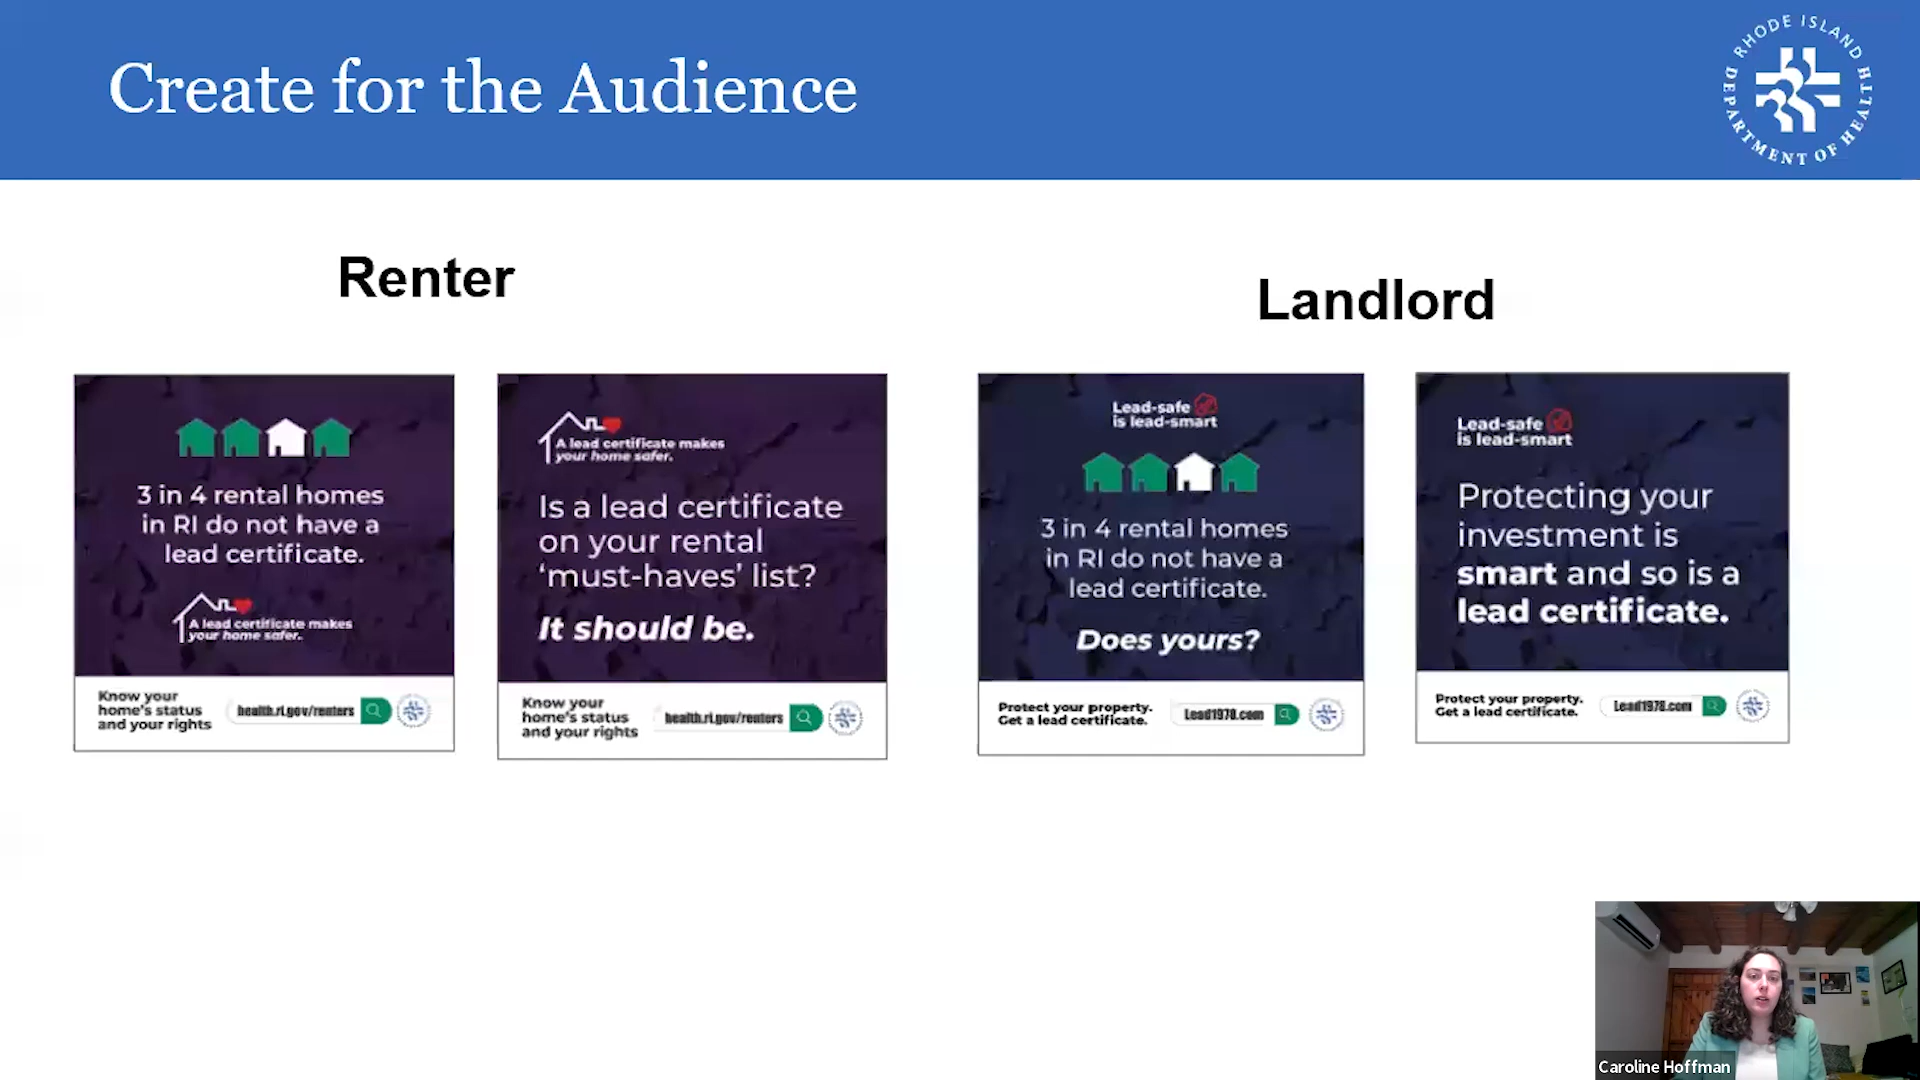 Create for the Audience
RHODE ISLAND
DEPARTMENT OF HEALTH
Renter
Landlord
3 in 4 rental homes
in RI do not have a
lead certificate.
A lead certificate makes
your home safer.
Know your
home's status
and your rights
health.ri.gov/renters
A lead certificate makes
your home safer.
Is a lead certificate
on your rental
‘must-haves’ list?
It should be.
Know your
home's status
and your rights
health.ri.gov/renters
Lead-safe
is lead-smart
3 in 4 rental homes
in RI do not have a
lead certificate.
Does yours?
Protect your property.
Get a lead certificate.
Lead1978.com
Lead-safe
is lead-smart
Protecting your
investment is
smart and so is a
lead certificate.
Protect your property.
Get a lead certificate.
Lead1978.com
Caroline Hoffman